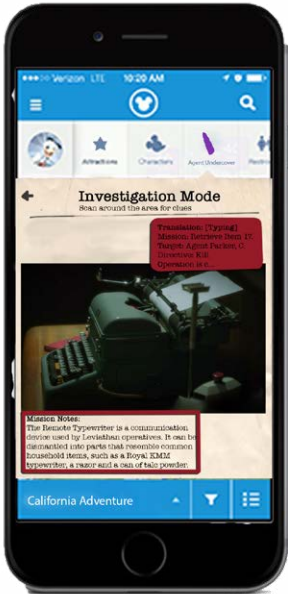 Verizon LTE 10:20 AM
Attractions Characters Agent Undercover
Investigation Mode
Scan around the area for clues
Translation: [Typing]
Mission: Retrieve Item 17.
Target: Agent Parker, C.
Directive: Kill
Operation is c...
Mission Notes:
The Remote Typewriter is a communication
device used by Leviathan operatives. It can be
dismantled into parts that resemble common
household items, such as a Royal KMM
typewriter, a razor and a can of talc powder.
California Adventure